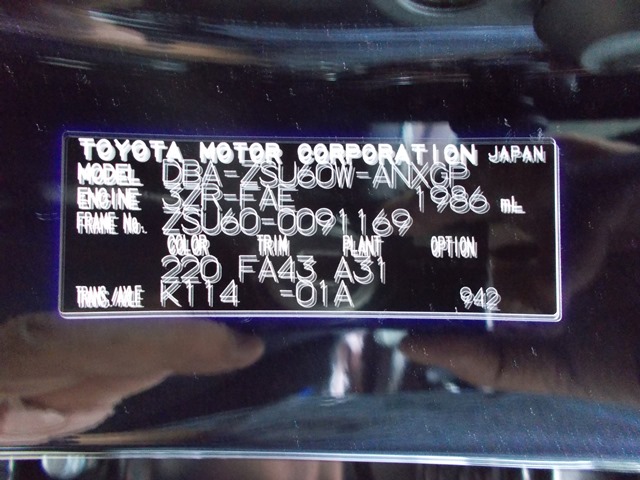 TOYOTA MOTOR CORPORATION JAPAN
MODEL DBA-ZSU60W-ANXGP
ENGINE 3ZR-FAE 1986 mL
FRAME No. ZSU60-0091169
COLOR TRIM PLANT OPTION
220 FA43 A31
TRANS./AXLE K114 -01A 942